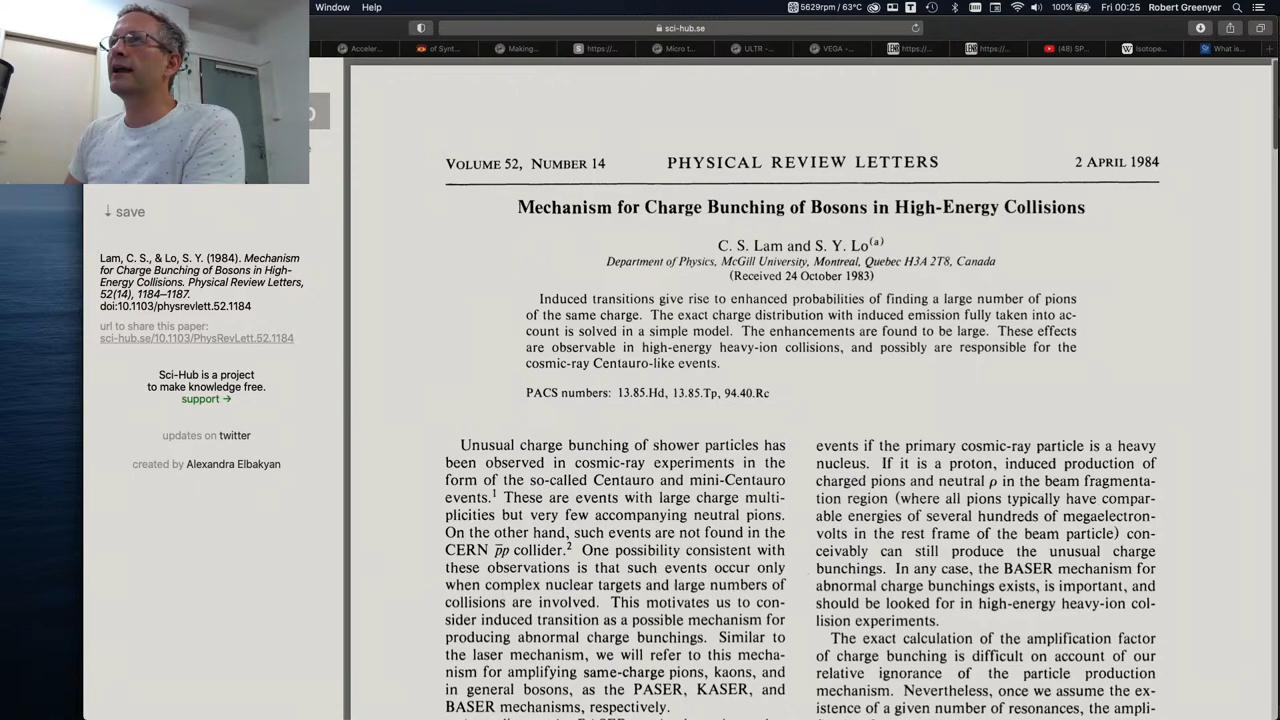 Window Help
5629rpm / 63°C
100%
Fri 00:25
Robert Greenyer
sci-hub.se
Acceler...
of Synt...
Making...
https://...
Micro t...
ULTR -...
VEGA -...
https://...
https://...
(48) SP...
Isotope...
What is...
↓ save
Lam, C. S., & Lo, S. Y. (1984). Mechanism
for Charge Bunching of Bosons in High-
Energy Collisions. Physical Review Letters,
52(14), 1184–1187.
doi:10.1103/physrevlett.52.1184
url to share this paper:
sci-hub.se/10.1103/PhysRevLett.52.1184
Sci-Hub is a project
to make knowledge free.
support →
updates on twitter
created by Alexandra Elbakyan
VOLUME 52, NUMBER 14
PHYSICAL REVIEW LETTERS
2 APRIL 1984
Mechanism for Charge Bunching of Bosons in High-Energy Collisions
C. S. Lam and S. Y. Lo(a)
Department of Physics, McGill University, Montreal, Quebec H3A 2T8, Canada
(Received 24 October 1983)
Induced transitions give rise to enhanced probabilities of finding a large number of pions
of the same charge. The exact charge distribution with induced emission fully taken into ac-
count is solved in a simple model. The enhancements are found to be large. These effects
are observable in high-energy heavy-ion collisions, and possibly are responsible for the
cosmic-ray Centauro-like events.
PACS numbers: 13.85.Hd, 13.85.Tp, 94.40.Rc
Unusual charge bunching of shower particles has
been observed in cosmic-ray experiments in the
form of the so-called Centauro and mini-Centauro
events.1 These are events with large charge multi-
plicities but very few accompanying neutral pions.
On the other hand, such events are not found in the
CERN p̅p collider.2 One possibility consistent with
these observations is that such events occur only
when complex nuclear targets and large numbers of
collisions are involved. This motivates us to con-
sider induced transition as a possible mechanism for
producing abnormal charge bunchings. Similar to
the laser mechanism, we will refer to this mecha-
nism for amplifying same-charge pions, kaons, and
in general bosons, as the PASER, KASER, and
BASER mechanisms, respectively.
events if the primary cosmic-ray particle is a heavy
nucleus. If it is a proton, induced production of
charged pions and neutral ρ in the beam fragmenta-
tion region (where all pions typically have compar-
able energies of several hundreds of megaelectron-
volts in the rest frame of the beam particle) con-
ceivably can still produce the unusual charge
bunchings. In any case, the BASER mechanism for
abnormal charge bunchings exists, is important, and
should be looked for in high-energy heavy-ion col-
lision experiments.
The exact calculation of the amplification factor
of charge bunching is difficult on account of our
relative ignorance of the particle production
mechanism. Nevertheless, once we assume the ex-
istence of a given number of resonances, the ampli-